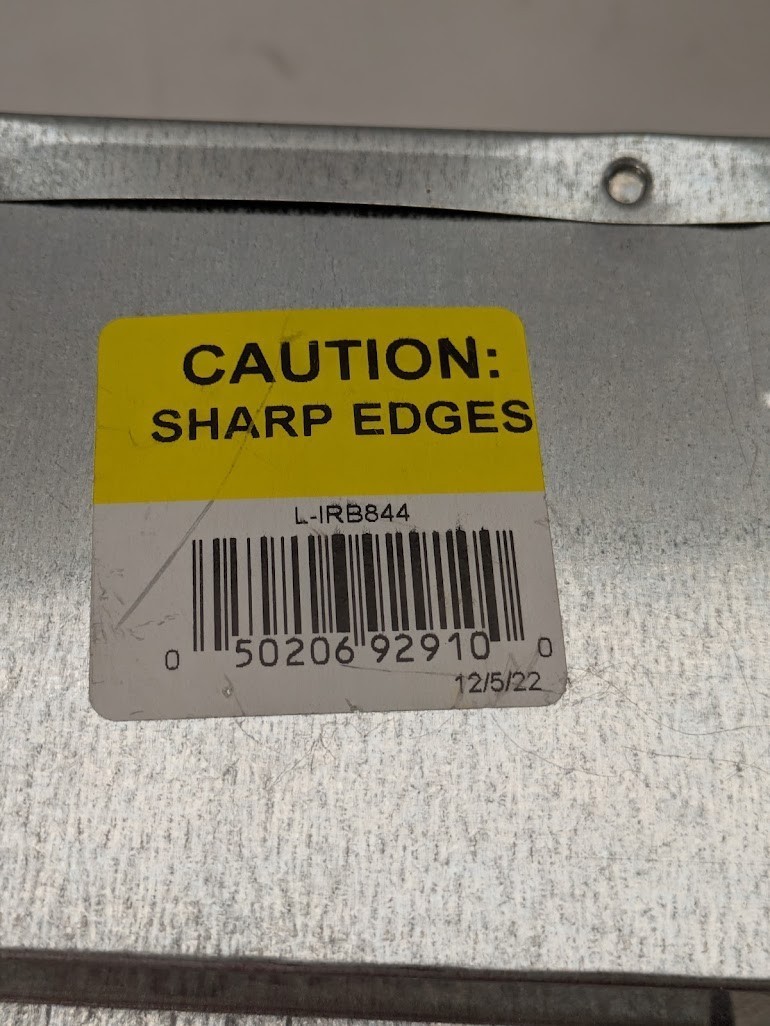 CAUTION:
SHARP EDGES
L-IRB844
0 50206 92910 0
12/5/22